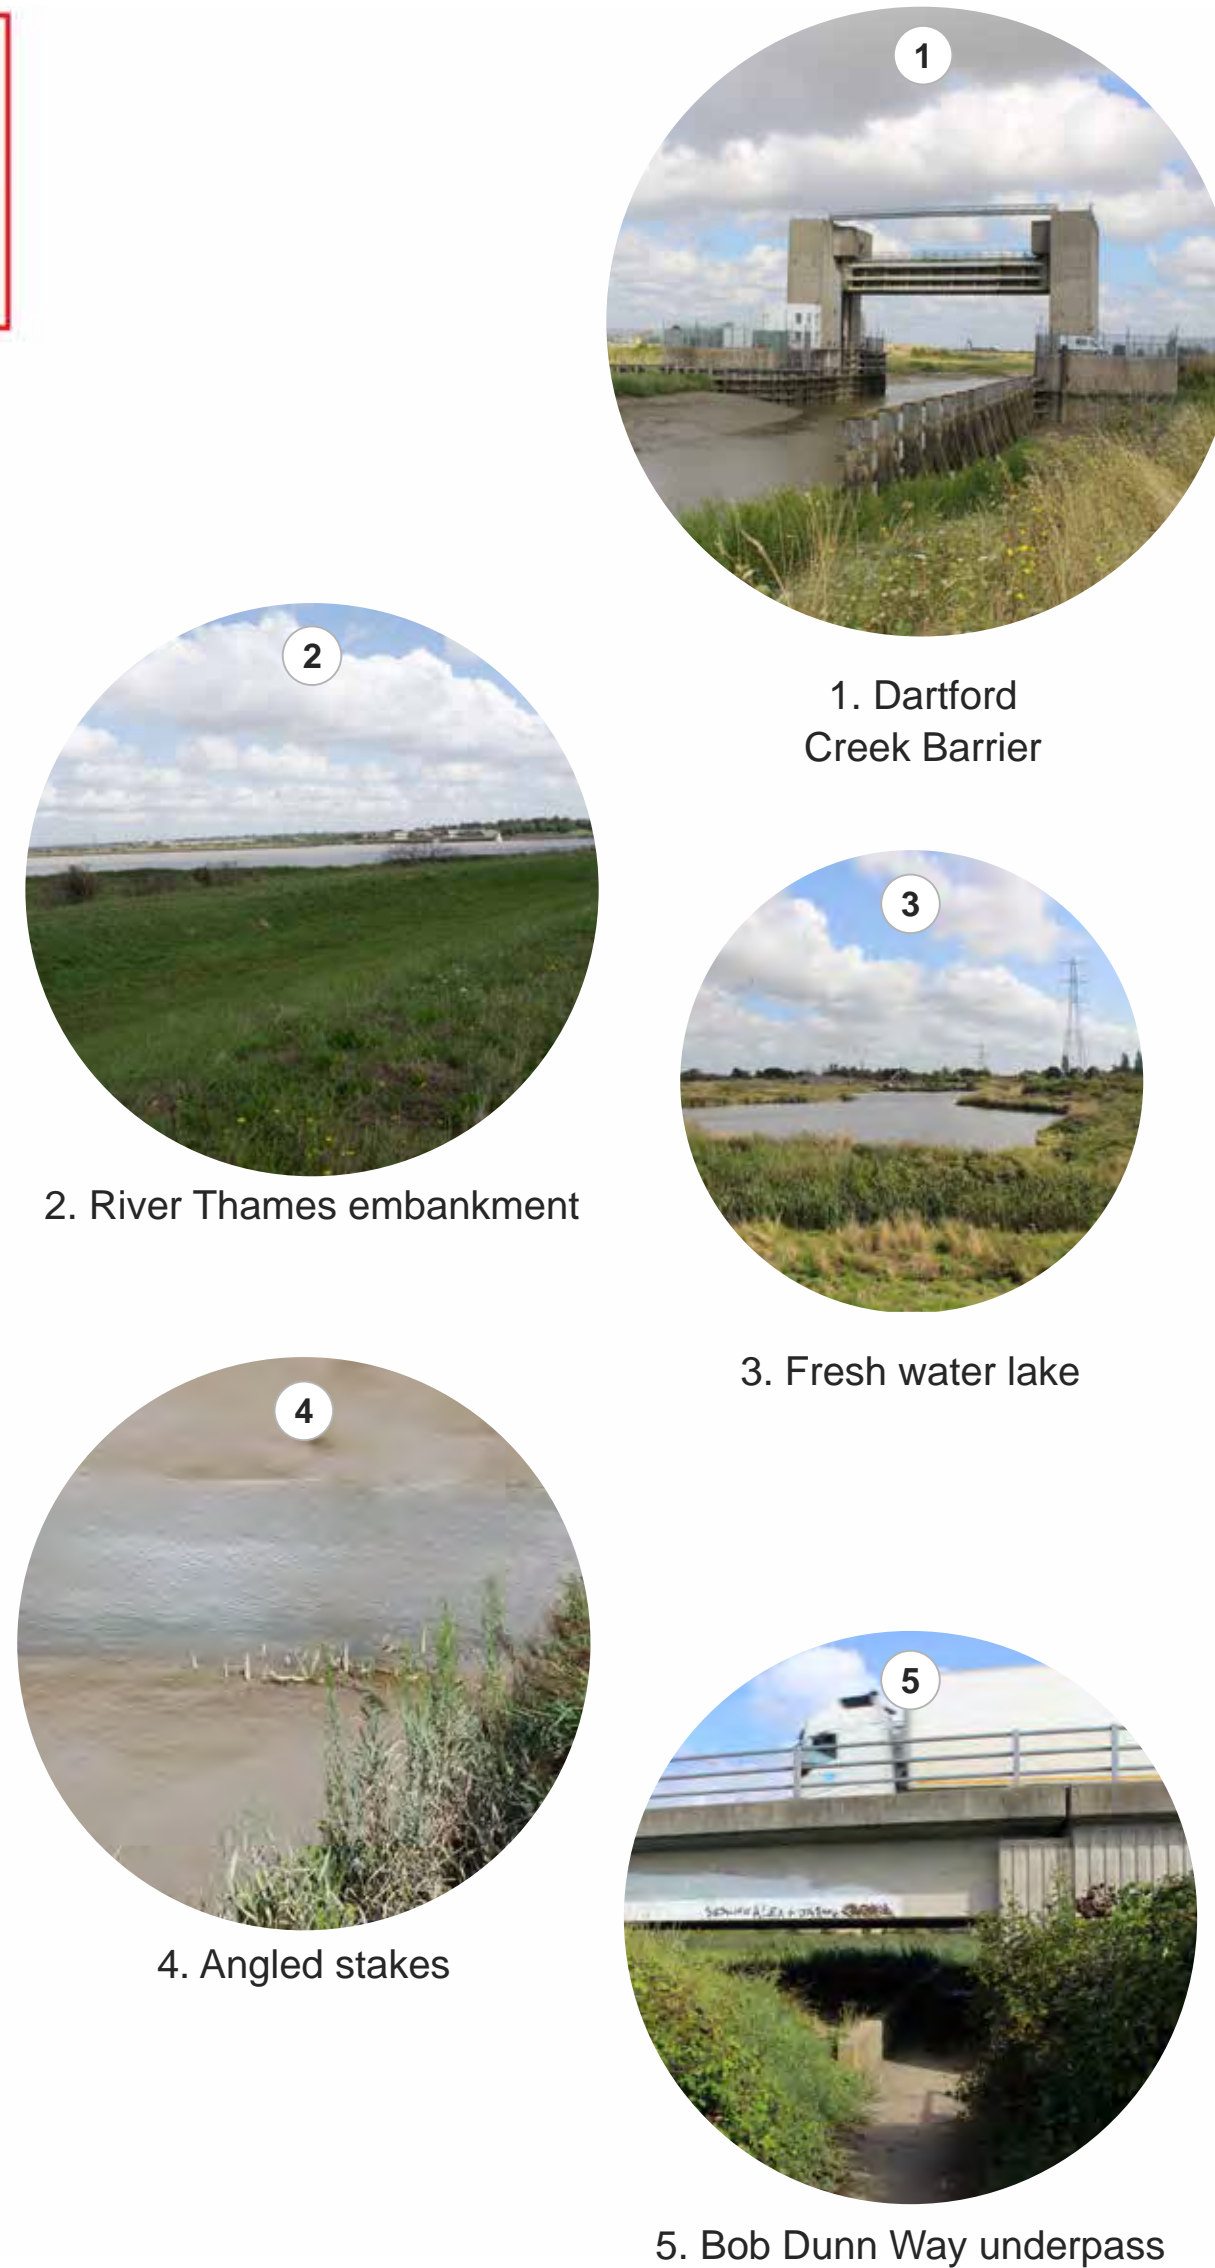 1
1. Dartford
Creek Barrier
2
2. River Thames embankment
3
3. Fresh water lake
4
4. Angled stakes
5
5. Bob Dunn Way underpass